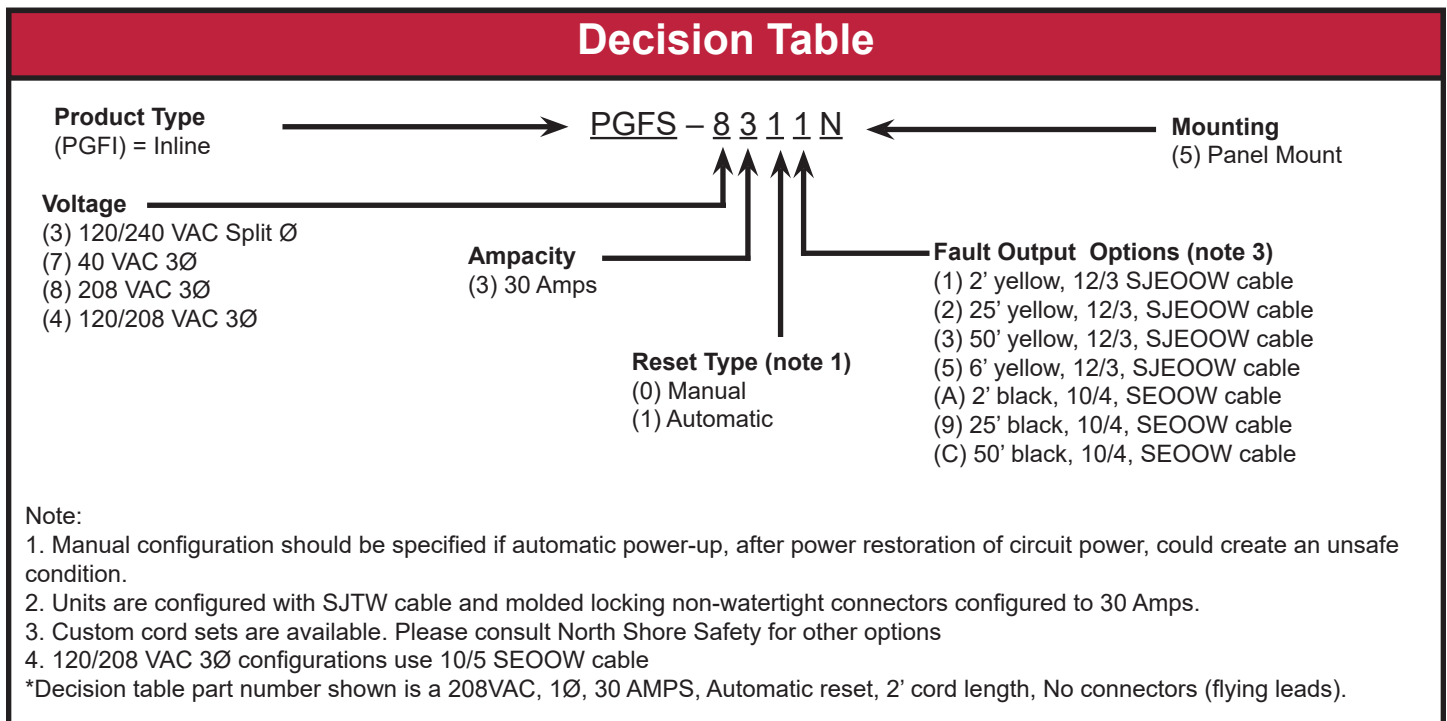 Decision Table
Product Type
(PGFI) = Inline
PGFS – 8 3 1 1 N
Mounting
(5) Panel Mount
Voltage
(3) 120/240 VAC Split Ø
(7) 40 VAC 3Ø
(8) 208 VAC 3Ø
(4) 120/208 VAC 3Ø
Ampacity
(3) 30 Amps
Reset Type (note 1)
(0) Manual
(1) Automatic
Fault Output  Options (note 3)
(1) 2’ yellow, 12/3 SJEOOW cable
(2) 25’ yellow, 12/3, SJEOOW cable
(3) 50’ yellow, 12/3, SJEOOW cable
(5) 6’ yellow, 12/3, SJEOOW cable
(A) 2’ black, 10/4, SEOOW cable
(9) 25’ black, 10/4, SEOOW cable
(C) 50’ black, 10/4, SEOOW cable
Note:
1. Manual configuration should be specified if automatic power-up, after power restoration of circuit power, could create an unsafe
condition.
2. Units are configured with SJTW cable and molded locking non-watertight connectors configured to 30 Amps.
3. Custom cord sets are available. Please consult North Shore Safety for other options
4. 120/208 VAC 3Ø configurations use 10/5 SEOOW cable
*Decision table part number shown is a 208VAC, 1Ø, 30 AMPS, Automatic reset, 2’ cord length, No connectors (flying leads).